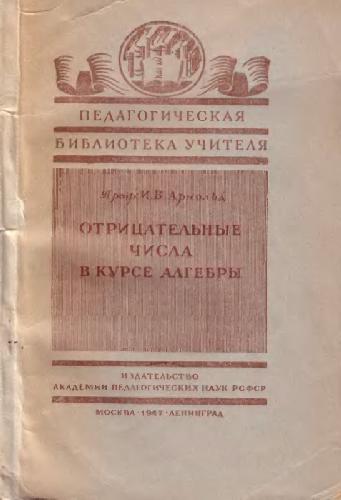 ПЕДАГОГИЧЕСКАЯ
БИБЛИОТЕКА УЧИТЕЛЯ
Проф. И. В. Арнольд
ОТРИЦАТЕЛЬНЫЕ
ЧИСЛА
В КУРСЕ АЛГЕБРЫ
ИЗДАТЕЛЬСТВО
АКАДЕМИИ ПЕДАГОГИЧЕСКИХ НАУК РСФСР
МОСКВА · 1947 · ЛЕНИНГРАД